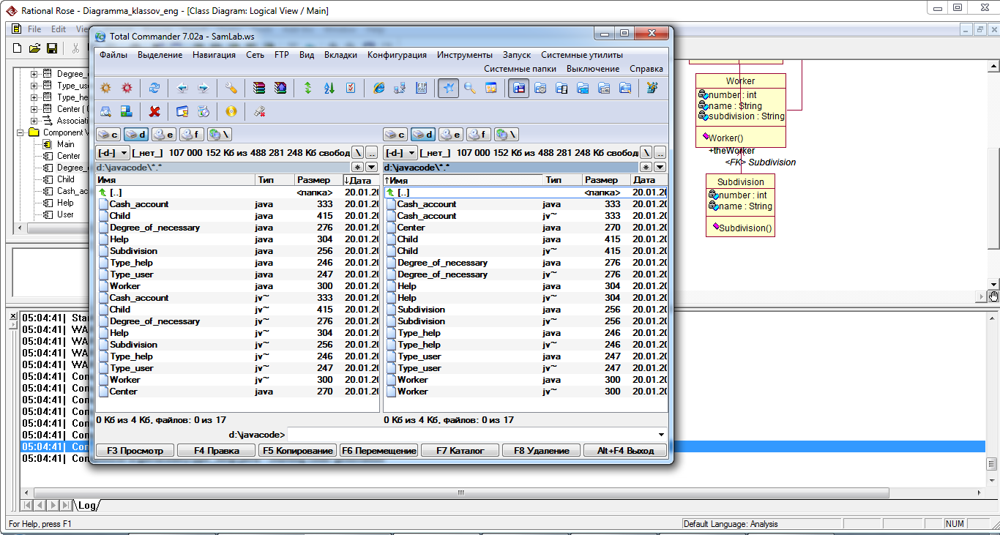 Rational Rose - Diagramma_klassov_eng - [Class Diagram: Logical View / Main]
File Edit
Total Commander 7.02a - SamLab.ws
Файлы Выделение Навигация Сеть FTP Вид Вкладки Конфигурация Инструменты Запуск Системные утилиты
Системные папки Выключение Справка
c d e f \
c d e f \
[-d-] [_нет_] 107 000 152 Кб из 488 281 248 Кб свобод \ ..
[-d-] [_нет_] 107 000 152 Кб из 488 281 248 Кб свобод \ ..
d:\javacode\*.* * 
d:\javacode\*.* *
Имя Тип Размер ↓Дата
[..] <папка> 20.01.20
Cash_account java 333 20.01.20
Child java 415 20.01.20
Degree_of_necessary java 276 20.01.20
Help java 304 20.01.20
Subdivision java 256 20.01.20
Type_help java 246 20.01.20
Type_user java 247 20.01.20
Worker java 300 20.01.20
Cash_account jv~ 333 20.01.20
Child jv~ 415 20.01.20
Degree_of_necessary jv~ 276 20.01.20
Help jv~ 304 20.01.20
Subdivision jv~ 256 20.01.20
Type_help jv~ 246 20.01.20
Type_user jv~ 247 20.01.20
Worker jv~ 300 20.01.20
Center java 270 20.01.20
0 Кб из 4 Кб, файлов: 0 из 17
↑Имя Тип Размер Дата
[..] <папка> 20.01.20
Cash_account java 333 20.01.20
Cash_account jv~ 333 20.01.20
Center java 270 20.01.20
Child java 415 20.01.20
Child jv~ 415 20.01.20
Degree_of_necessary java 276 20.01.20
Degree_of_necessary jv~ 276 20.01.20
Help java 304 20.01.20
Help jv~ 304 20.01.20
Subdivision java 256 20.01.20
Subdivision jv~ 256 20.01.20
Type_help java 246 20.01.20
Type_help jv~ 246 20.01.20
Type_user java 247 20.01.20
Type_user jv~ 247 20.01.20
Worker java 300 20.01.20
Worker jv~ 300 20.01.20
0 Кб из 4 Кб, файлов: 0 из 17
d:\javacode>
F3 Просмотр F4 Правка F5 Копирование F6 Перемещение F7 Каталог F8 Удаление Alt+F4 Выход
Degree_
Type_us
Type_he
Center (
Associati
Component V
Main
Center
Degree_
Child
Cash_ac
Help
User
Worker
number : int
name : String
subdivision : String
Worker()
+theWorker
<FK> Subdivision
Subdivision
number : int
name : String
Subdivision()
05:04:41| Star
05:04:41| WA
05:04:41| WA
05:04:41| WA
05:04:41| WA
05:04:41| Con
05:04:41| Con
05:04:41| Con
05:04:41| Con
05:04:41| Con
05:04:41| Con
05:04:41| Con
05:04:41| Con
Log
For Help, press F1
Default Language: Analysis
NUM